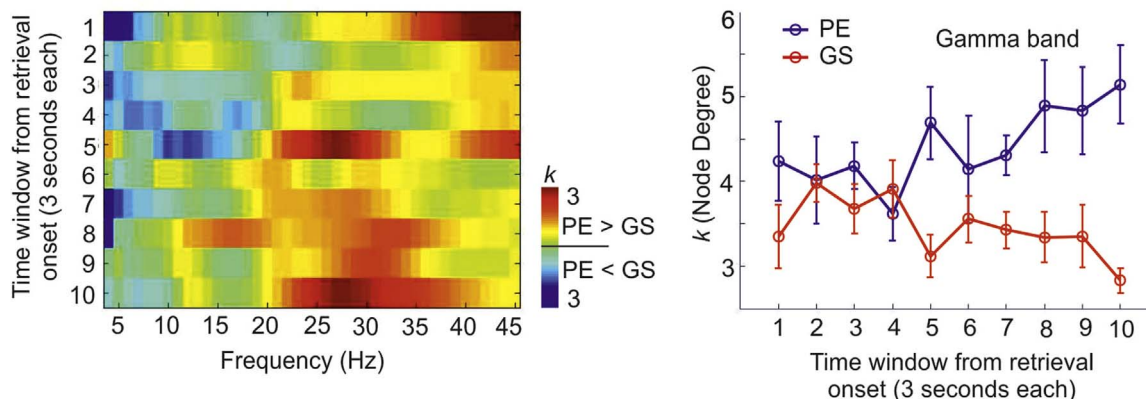 Time window from retrieval
onset (3 seconds each)
1
2
3
4
5
6
7
8
9
10
5 10 15 20 25 30 35 40 45
Frequency (Hz)
k
3
PE > GS
PE < GS
3
6
5
4
3
k (Node Degree)
PE
GS
Gamma band
1 2 3 4 5 6 7 8 9 10
Time window from retrieval
onset (3 seconds each)